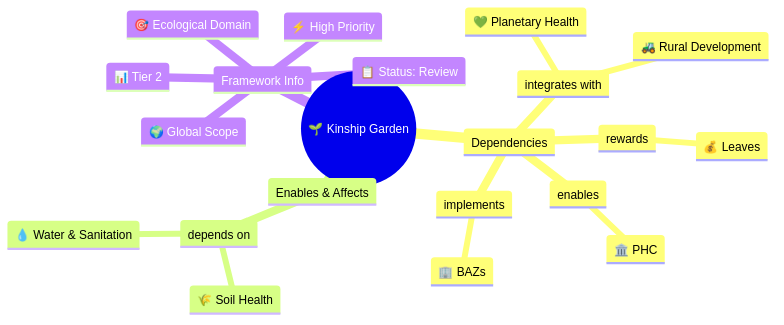 🌱 Kinship Garden
Framework Info
🎯 Ecological Domain
⚡ High Priority
📊 Tier 2
📋 Status: Review
🌍 Global Scope
Dependencies
integrates with
💚 Planetary Health
🚜 Rural Development
rewards
💰 Leaves
enables
🏛️ PHC
implements
🏢 BAZs
Enables & Affects
depends on
💧 Water & Sanitation
🌾 Soil Health